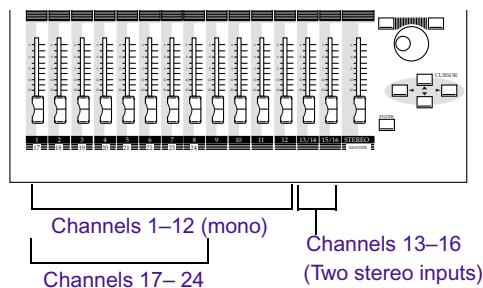 CURSOR
ENTER
1 2 3 4 5 6 7 8 9 10 11 12 13/14 15/16 STEREO
17 18 19 20 21 22 23 24 MASTER
Channels 1–12 (mono)
Channels 13–16
(Two stereo inputs)
Channels 17– 24